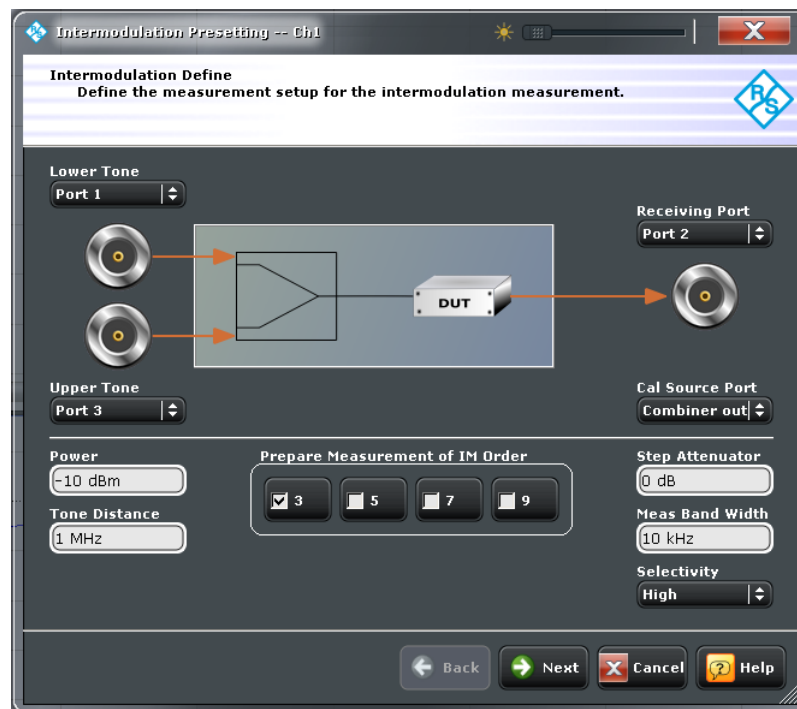 Intermodulation Presetting -- Ch1
Intermodulation Define
Define the measurement setup for the intermodulation measurement.
R/S
Lower Tone
Port 1
Receiving Port
Port 2
DUT
Upper Tone
Port 3
Cal Source Port
Combiner out
Power
-10 dBm
Prepare Measurement of IM Order
3
5
7
9
Step Attenuator
0 dB
Tone Distance
1 MHz
Meas Band Width
10 kHz
Selectivity
High
Back
Next
Cancel
Help